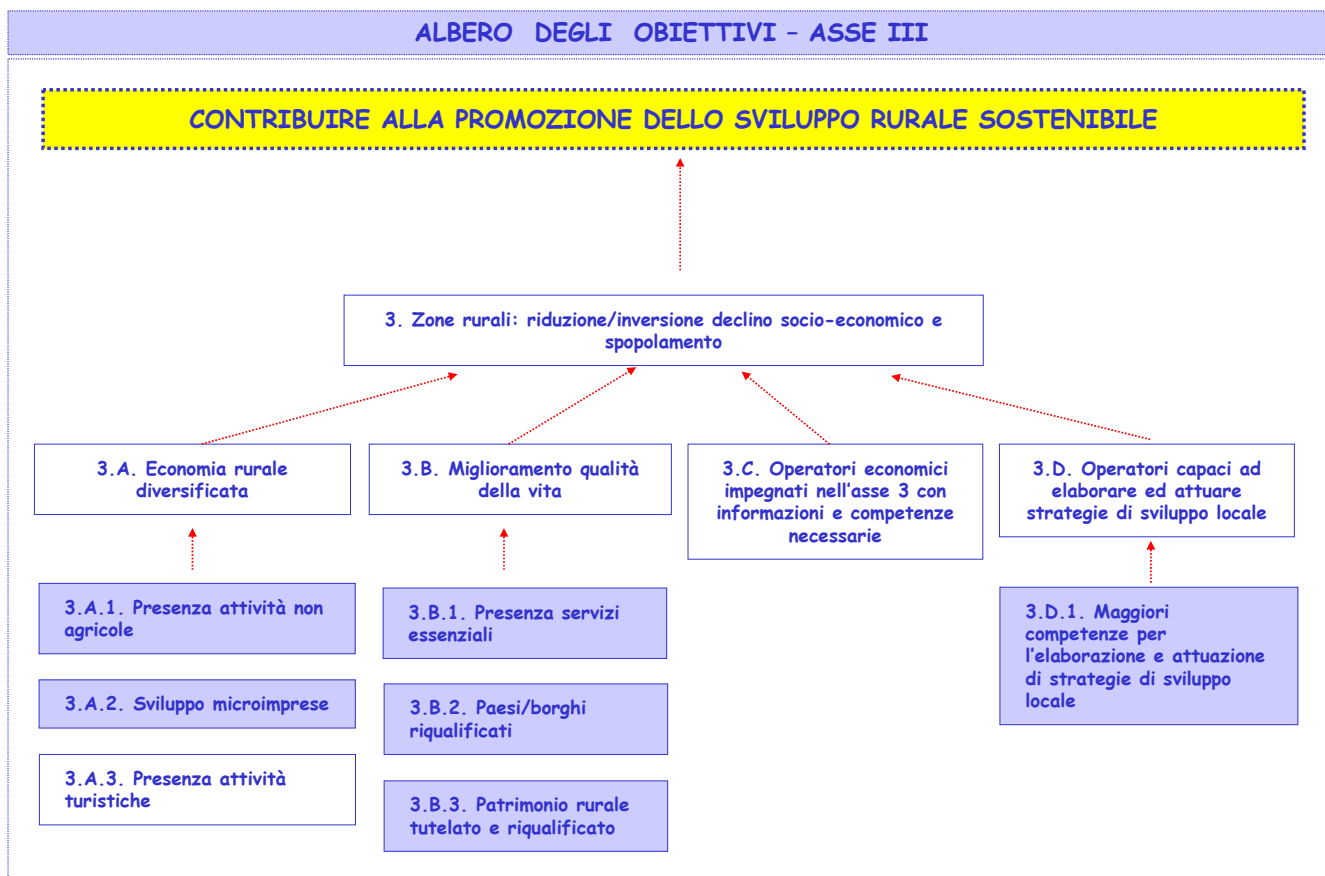 ALBERO DEGLI OBIETTIVI – ASSE III
CONTRIBUIRE ALLA PROMOZIONE DELLO SVILUPPO RURALE SOSTENIBILE
3. Zone rurali: riduzione/inversione declino socio-economico e
spopolamento
3.A. Economia rurale
diversificata
3.B. Miglioramento qualità
della vita
3.C. Operatori economici
impegnati nell'asse 3 con
informazioni e competenze
necessarie
3.D. Operatori capaci ad
elaborare ed attuare
strategie di sviluppo locale
3.A.1. Presenza attività non
agricole
3.A.2. Sviluppo microimprese
3.A.3. Presenza attività
turistiche
3.B.1. Presenza servizi
essenziali
3.B.2. Paesi/borghi
riqualificati
3.B.3. Patrimonio rurale
tutelato e riqualificato
3.D.1. Maggiori
competenze per
l'elaborazione e attuazione
di strategie di sviluppo
locale